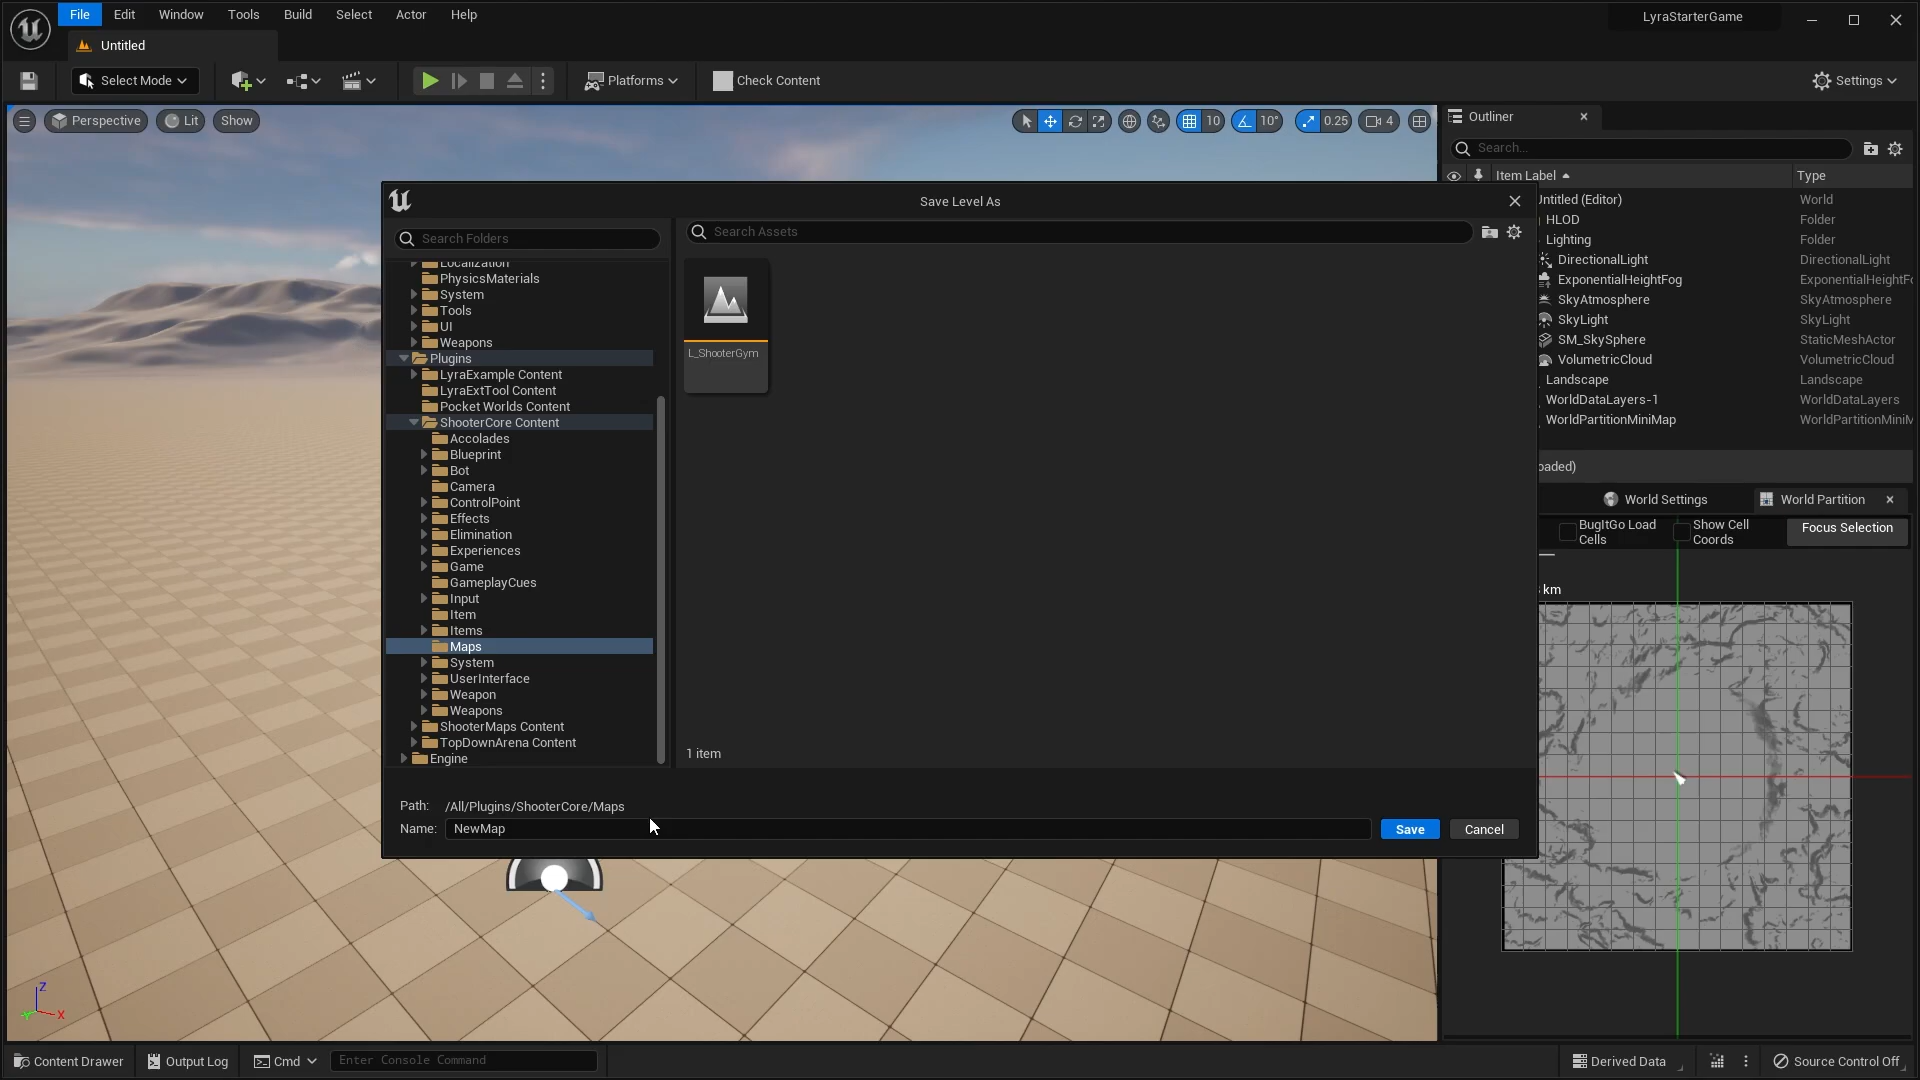 File Edit Window Tools Build Select Actor Help
LyraStarterGame
Untitled
Select Mode
Platforms
Check Content
Settings
Perspective
Lit
Show
10
10°
0.25
4
Outliner
Search...
Item Label
Type
Untitled (Editor) World
HLOD Folder
Lighting Folder
DirectionalLight DirectionalLight
ExponentialHeightFog ExponentialHeightFo
SkyAtmosphere SkyAtmosphere
SkyLight SkyLight
SM_SkySphere StaticMeshActor
VolumetricCloud VolumetricCloud
Landscape Landscape
WorldDataLayers-1 WorldDataLayers
WorldPartitionMiniMap WorldPartitionMiniM
oaded)
World Settings
World Partition
BugItGo Load
Cells
Show Cell
Coords
Focus Selection
km
Save Level As
Search Folders
Search Assets
Localization
PhysicsMaterials
System
Tools
UI
Weapons
Plugins
LyraExample Content
LyraExtTool Content
Pocket Worlds Content
ShooterCore Content
Accolades
Blueprint
Bot
Camera
ControlPoint
Effects
Elimination
Experiences
Game
GameplayCues
Input
Item
Items
Maps
System
UserInterface
Weapon
Weapons
ShooterMaps Content
TopDownArena Content
Engine
L_ShooterGym
1 item
Path: /All/Plugins/ShooterCore/Maps
Name: NewMap
Save
Cancel
Z
X
Content Drawer
Output Log
Cmd
Enter Console Command
Derived Data
Source Control Off